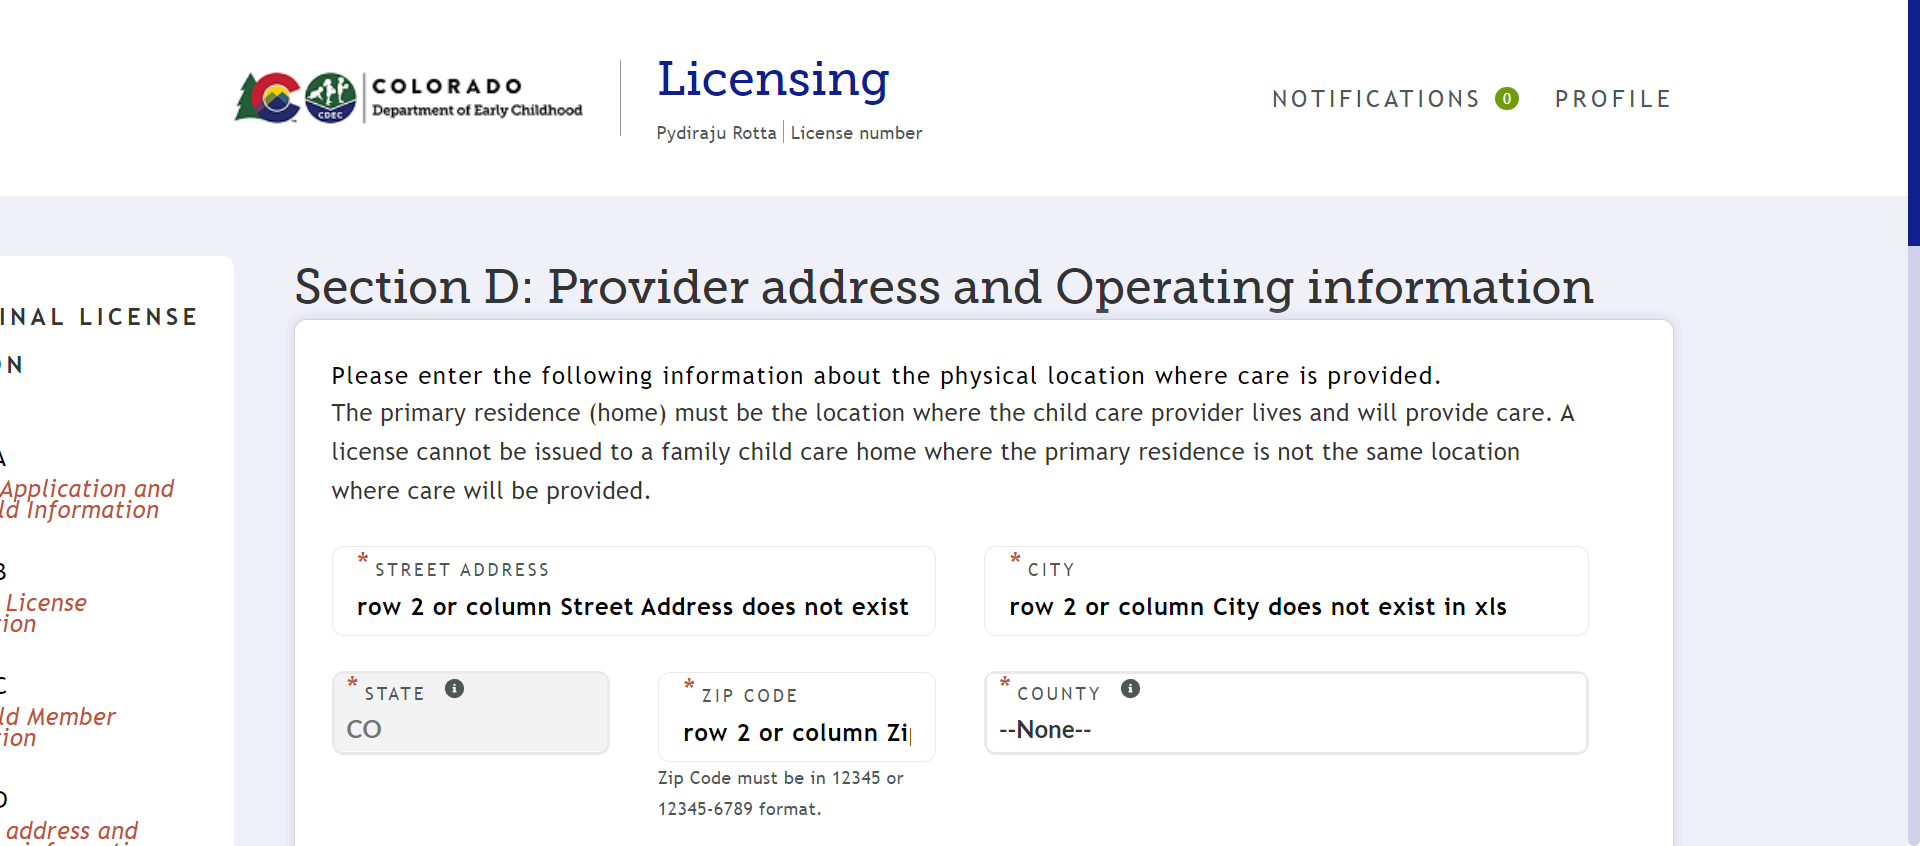 COLORADO
Department of Early Childhood
CDEC
Licensing
Pydiraju Rotta
License number
NOTIFICATIONS 0
PROFILE
INAL LICENSE
ON
A
Application and
ld Information
B
License
tion
C
ld Member
tion
D
address and
Section D: Provider address and Operating information
Please enter the following information about the physical location where care is provided.
The primary residence (home) must be the location where the child care provider lives and will provide care. A
license cannot be issued to a family child care home where the primary residence is not the same location
where care will be provided.
* STREET ADDRESS
row 2 or column Street Address does not exist
* CITY
row 2 or column City does not exist in xls
* STATE i
CO
* ZIP CODE
row 2 or column Zip
Zip Code must be in 12345 or
12345-6789 format.
* COUNTY i
--None--